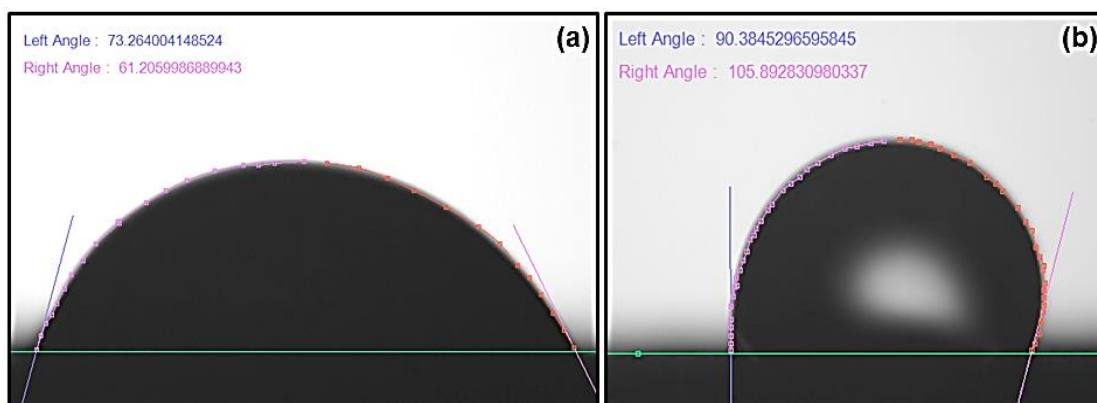 Left Angle : 73.264004148524
(a)
Right Angle : 61.2059986889943
Left Angle : 90.3845296595845
(b)
Right Angle : 105.892830980337